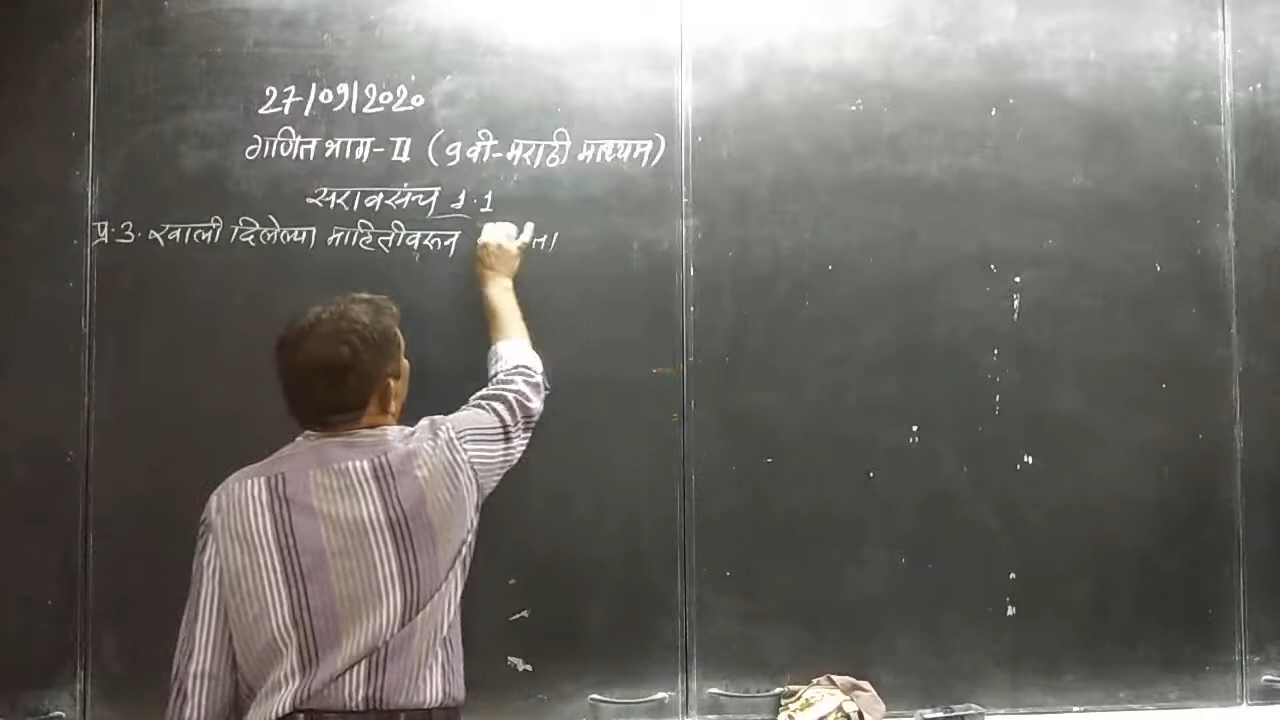 27/09/2020
गणित भाग-II (9वी-मराठी माध्यम)
सरावसंच 1.1
प्र.3. खाली दिलेल्या माहितीवरून